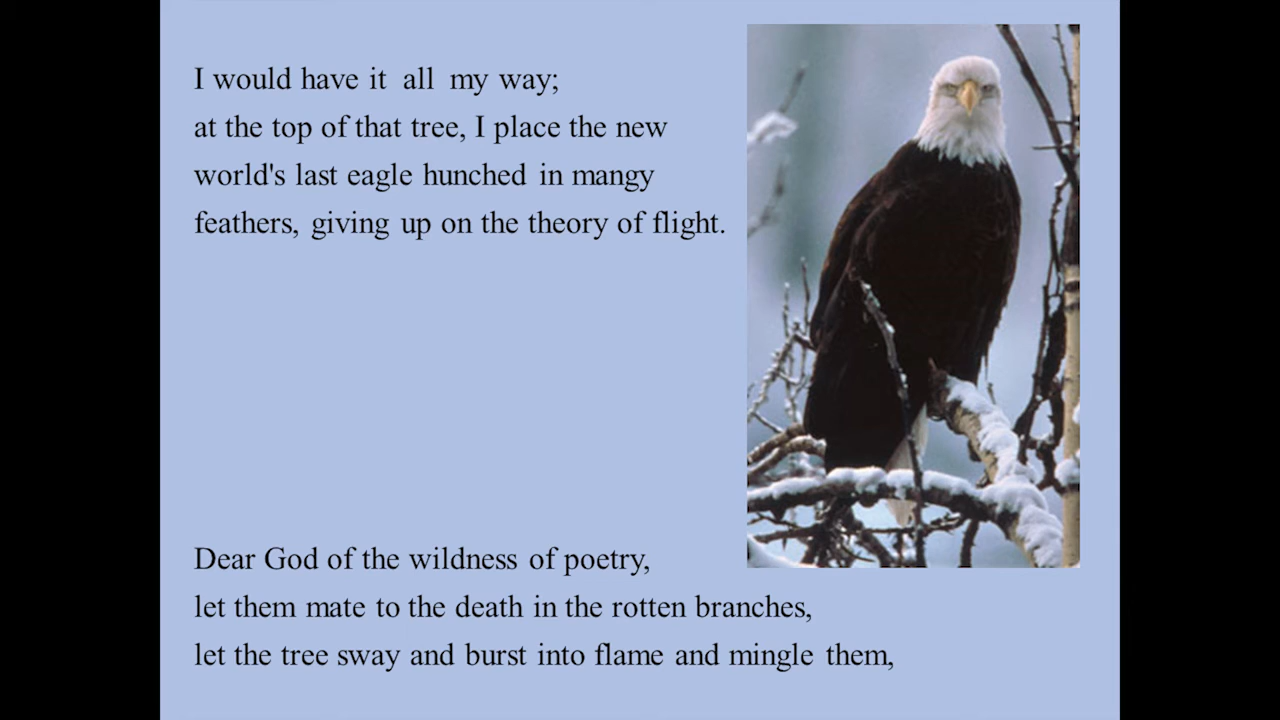 I would have it all my way;
at the top of that tree, I place the new
world's last eagle hunched in mangy
feathers, giving up on the theory of flight.
Dear God of the wildness of poetry,
let them mate to the death in the rotten branches,
let the tree sway and burst into flame and mingle them,